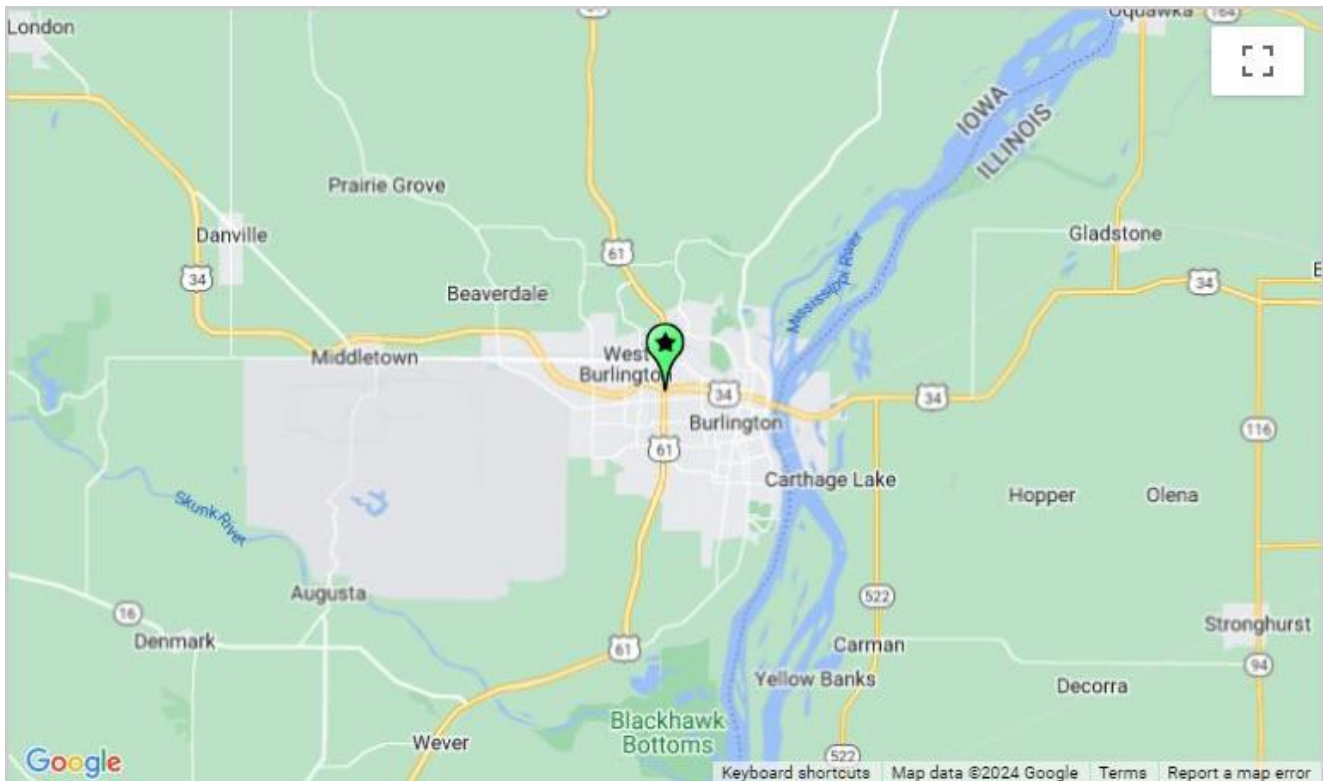 Oquawka
164
London
IOWA
ILLINOIS
Prairie Grove
Danville
61
Gladstone
34
Beaverdale
Mississippi River
34
E
Middletown
West
Burlington
34
34
Burlington
116
61
Carthage Lake
Hopper
Olena
Skunk River
Augusta
522
16
Denmark
Stronghurst
61
Carman
94
Yellow Banks
Decorra
Blackhawk
Bottoms
Wever
522
Google
Keyboard shortcuts Map data ©2024 Google Terms Report a map error